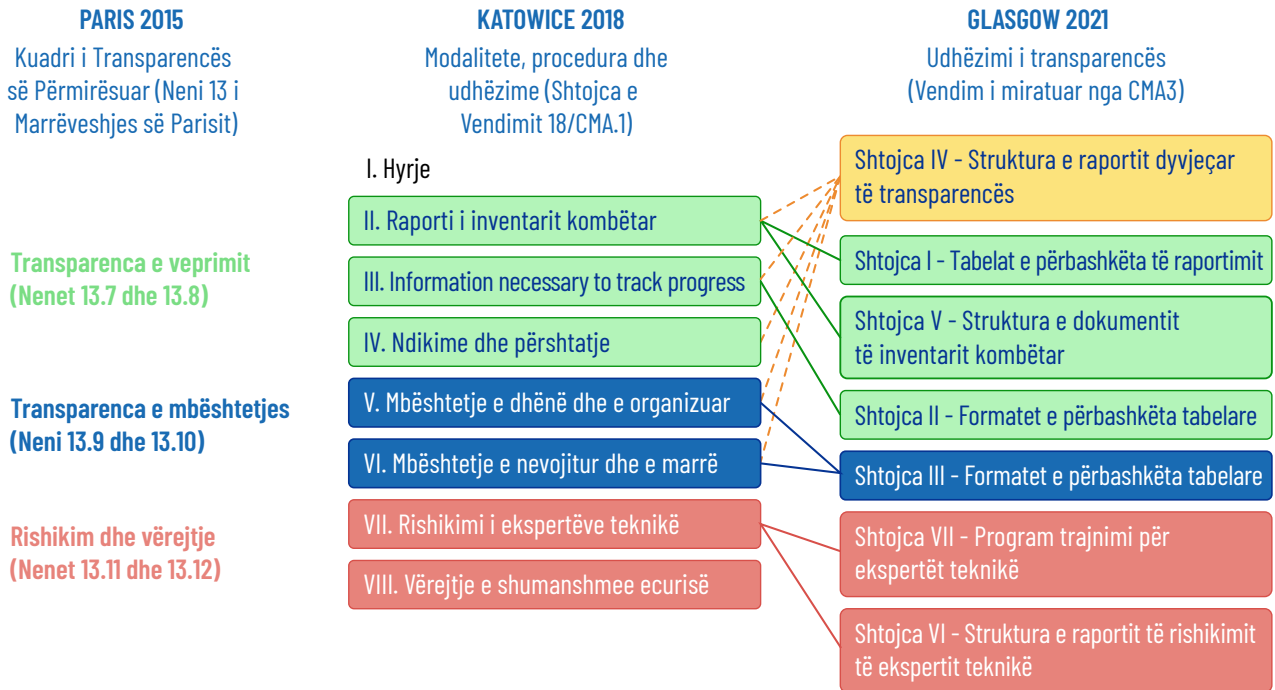 PARIS 2015
Kuadri i Transparencës
së Përmirësuar (Neni 13 i
Marrëveshjes së Parisit)
Transparenca e veprimit
(Nenet 13.7 dhe 13.8)
Transparenca e mbështetjes
(Neni 13.9 dhe 13.10)
Rishikim dhe vërejtje
(Nenet 13.11 dhe 13.12)
KATOWICE 2018
Modalitete, procedura dhe
udhëzime (Shtojca e
Vendimit 18/CMA.1)
I. Hyrje
II. Raporti i inventarit kombëtar
III. Information necessary to track progress
IV. Ndikime dhe përshtatje
V. Mbështetje e dhënë dhe e organizuar
VI. Mbështetje e nevojitur dhe e marrë
VII. Rishikimi i ekspertëve teknikë
VIII. Vërejtje e shumanshmee ecurisë
GLASGOW 2021
Udhëzimi i transparencës
(Vendim i miratuar nga CMA3)
Shtojca IV - Struktura e raportit dyvjeçar
të transparencës
Shtojca I - Tabelat e përbashkëta të raportimit
Shtojca V - Struktura e dokumentit
të inventarit kombëtar
Shtojca II - Formatet e përbashkëta tabelare
Shtojca III - Formatet e përbashkëta tabelare
Shtojca VII - Program trajnimi për
ekspertët teknikë
Shtojca VI - Struktura e raportit të rishikimit
të ekspertit teknikë